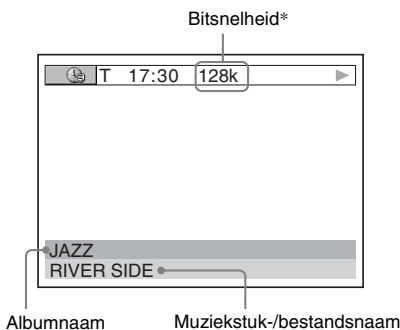 Bitsnelheid*
T 17:30 128k
JAZZ
RIVER SIDE
Albumnaam Muziekstuk-/bestandsnaam